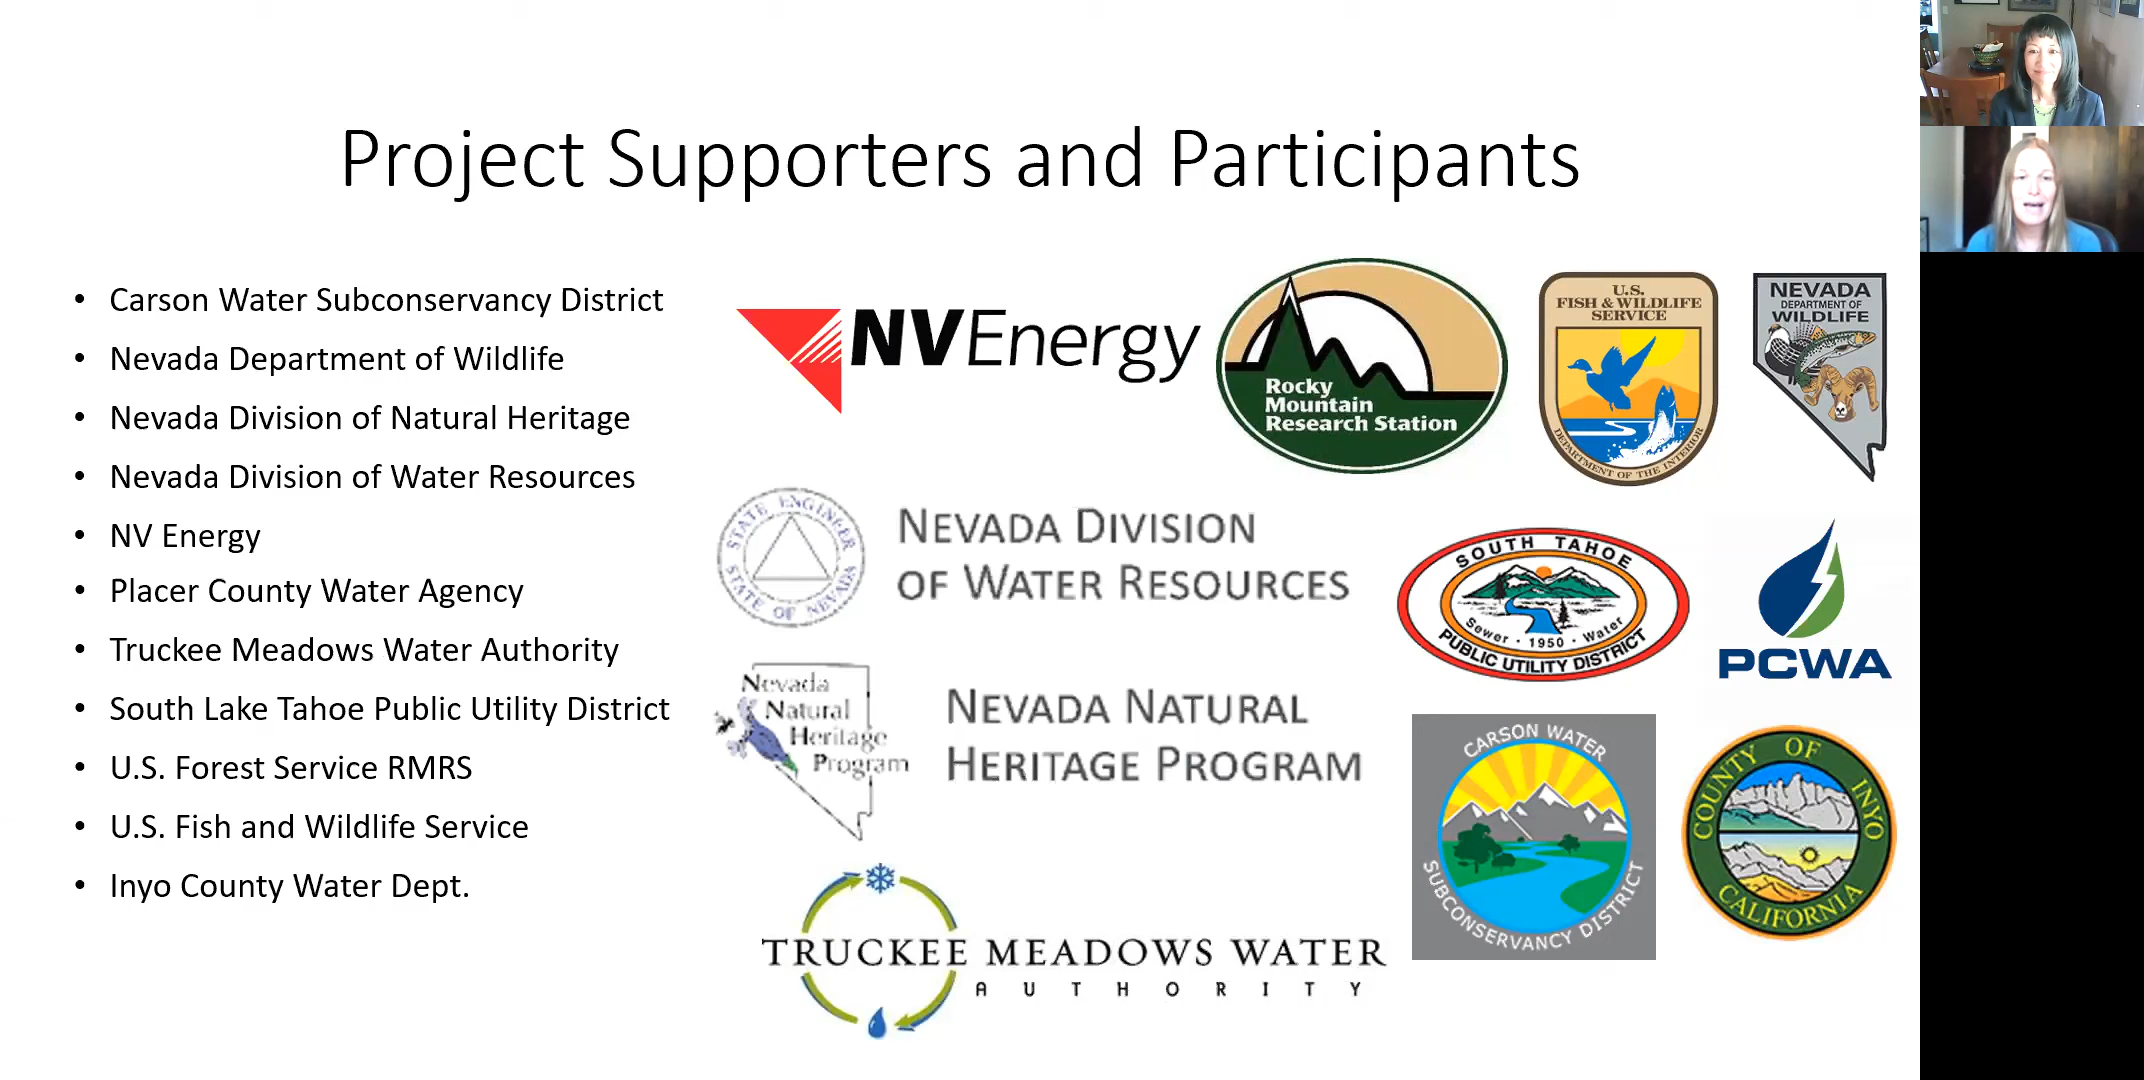 Project Supporters and Participants
• Carson Water Subconservancy District
• Nevada Department of Wildlife
• Nevada Division of Natural Heritage
• Nevada Division of Water Resources
• NV Energy
• Placer County Water Agency
• Truckee Meadows Water Authority
• South Lake Tahoe Public Utility District
• U.S. Forest Service RMRS
• U.S. Fish and Wildlife Service
• Inyo County Water Dept.
NVEnergy
Rocky
Mountain
Research Station
U.S.
FISH & WILDLIFE
SERVICE
DEPARTMENT OF THE INTERIOR
NEVADA
DEPARTMENT OF
WILDLIFE
STATE ENGINEER
STATE OF NEVADA
NEVADA DIVISION
OF WATER RESOURCES
SOUTH TAHOE
Sewer · 1950 · Water
PUBLIC UTILITY DISTRICT
PCWA
Nevada
Natural
Heritage
Program
NEVADA NATURAL
HERITAGE PROGRAM
CARSON WATER
SUBCONSERVANCY DISTRICT
COUNTY OF INYO
CALIFORNIA
TRUCKEE MEADOWS WATER
AUTHORITY